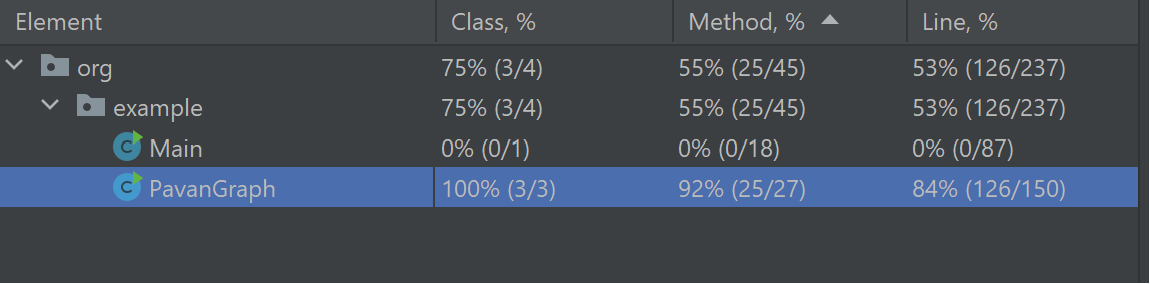 Element Class, % Method, % Line, %
org 75% (3/4) 55% (25/45) 53% (126/237)
example 75% (3/4) 55% (25/45) 53% (126/237)
C Main 0% (0/1) 0% (0/18) 0% (0/87)
C PavanGraph 100% (3/3) 92% (25/27) 84% (126/150)